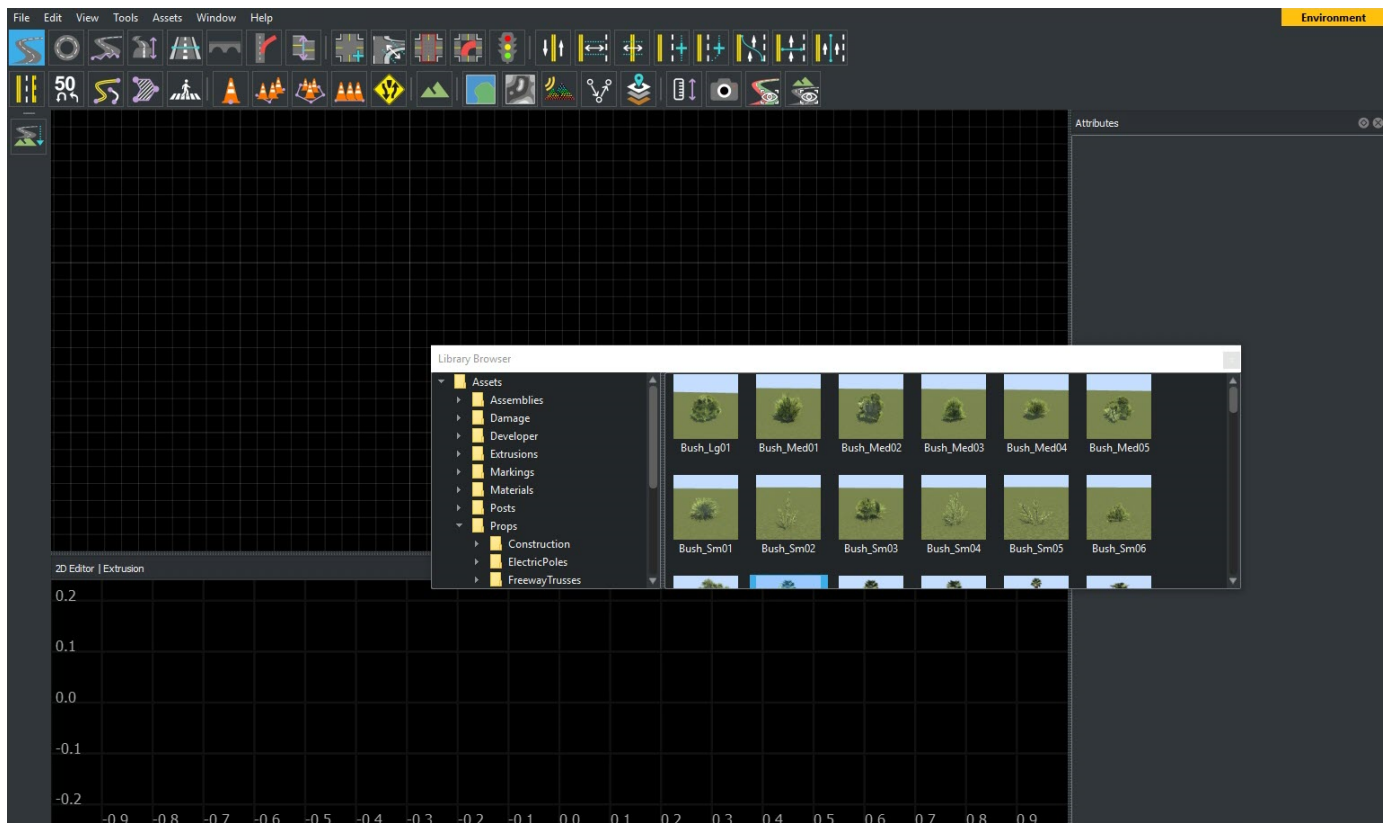 File Edit View Tools Assets Window Help
Environment
50
Attributes
Library Browser
Assets
Assemblies
Damage
Developer
Extrusions
Markings
Materials
Posts
Props
Construction
ElectricPoles
FreewayTrusses
Bush_Lg01 Bush_Med01 Bush_Med02 Bush_Med03 Bush_Med04 Bush_Med05
Bush_Sm01 Bush_Sm02 Bush_Sm03 Bush_Sm04 Bush_Sm05 Bush_Sm06
2D Editor | Extrusion
0.2
0.1
0.0
-0.1
-0.2
-0.9 -0.8 -0.7 -0.6 -0.5 -0.4 -0.3 -0.2 -0.1 0.0 0.1 0.2 0.3 0.4 0.5 0.6 0.7 0.8 0.9